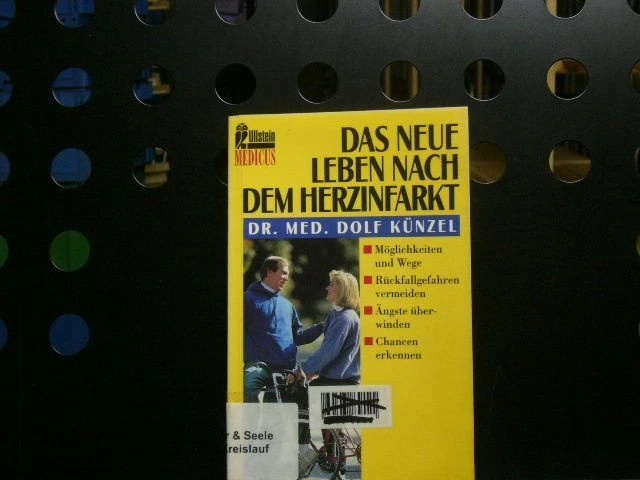 Ullstein
MEDICUS
DAS NEUE
LEBEN NACH
DEM HERZINFARKT
DR. MED. DOLF KÜNZEL
Möglichkeiten
und Wege
Rückfallgefahren
vermeiden
Ängste über-
winden
Chancen
erkennen
& Seele
reislauf